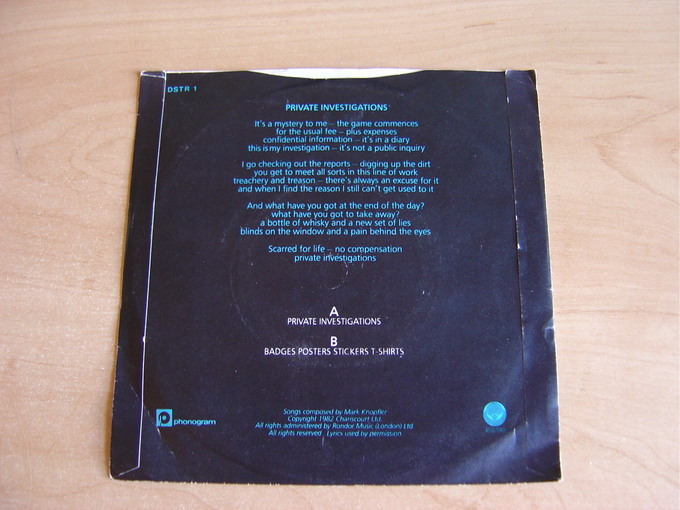 DSTR 1
PRIVATE INVESTIGATIONS
It's a mystery to me – the game commences
for the usual fee – plus expenses
confidential information – it's in a diary
this is my investigation – it's not a public inquiry
I go checking out the reports – digging up the dirt
you get to meet all sorts in this line of work
treachery and treason – there's always an excuse for it
and when I find the reason I still can't get used to it
And what have you got at the end of the day?
what have you got to take away?
a bottle of whisky and a new set of lies
blinds on the window and a pain behind the eyes
Scarred for life – no compensation
private investigations
A
PRIVATE INVESTIGATIONS
B
BADGES POSTERS STICKERS T-SHIRTS
Songs composed by Mark Knopfler
Copyright 1982 Chariscourt Ltd.
All rights administered by Rondor Music (London) Ltd
All rights reserved Lyrics used by permission
phonogram